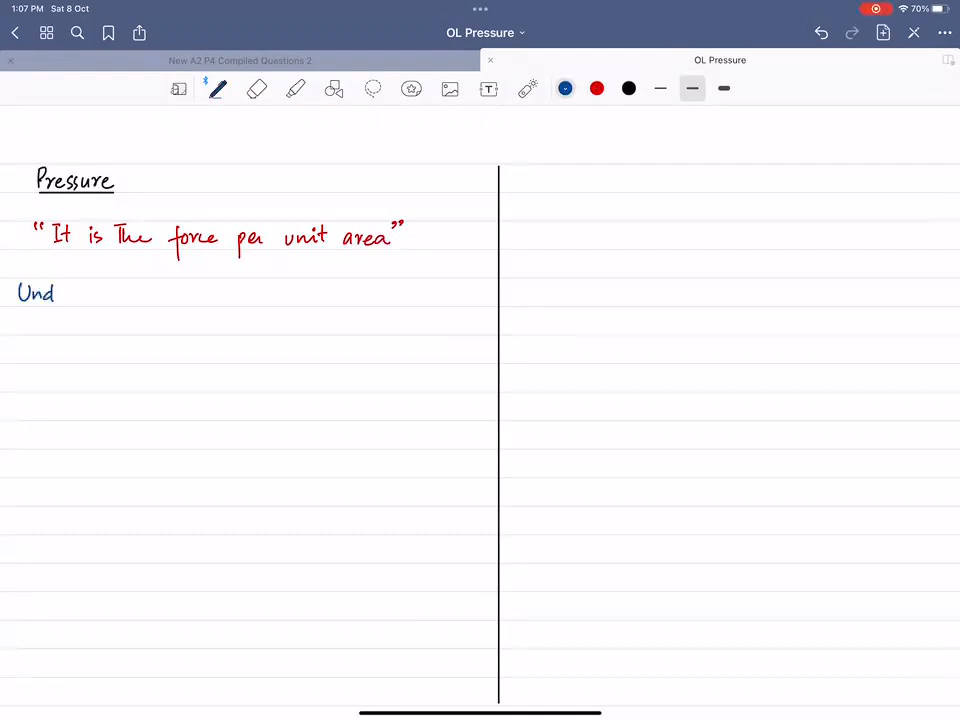 1:07 PM Sat 8 Oct
70%
OL Pressure
New A2 P4 Compiled Questions 2
OL Pressure
Pressure
"It is The force per unit area"
Und